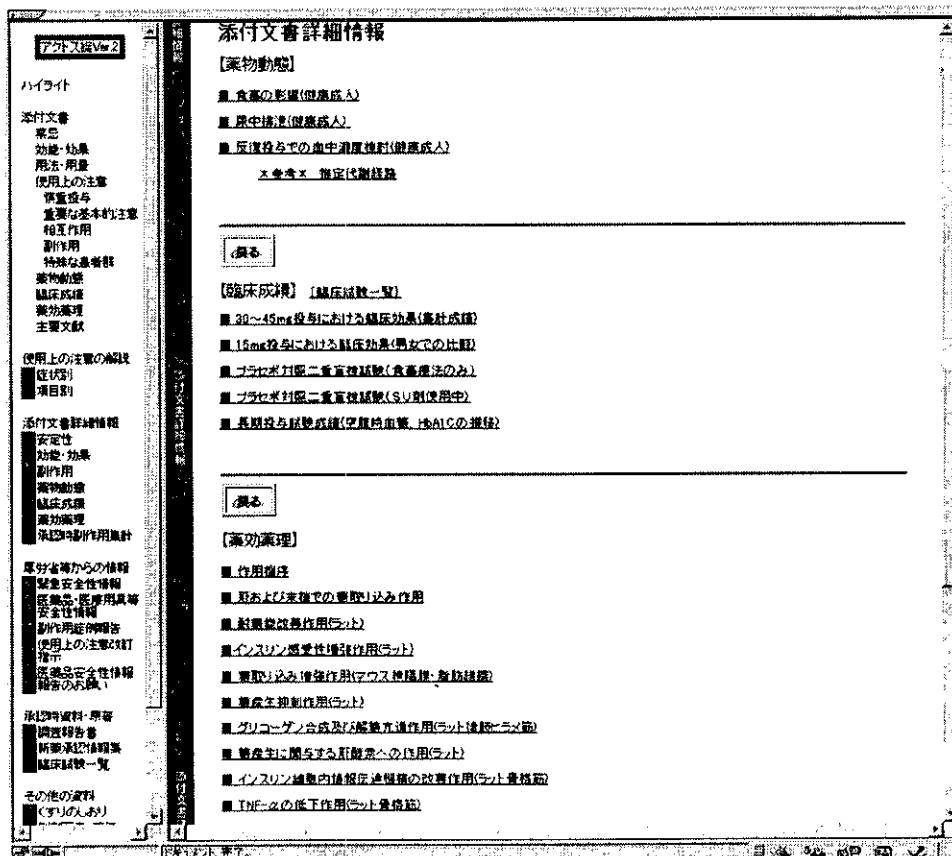 アクトス錠Ver.2
ハイライト
添付文書
禁忌
効能・効果
用法・用量
使用上の注意
慎重投与
重要な基本的注意
相互作用
副作用
特殊な患者群
薬物動態
臨床成績
薬効薬理
主要文献
使用上の注意の解説
症状別
項目別
添付文書詳細情報
安定性
効能・効果
副作用
薬物動態
臨床成績
薬効薬理
承認時副作用集計
厚労省等からの情報
緊急安全性情報
医薬品・医療用具等
安全性情報
副作用症例報告
使用上の注意改訂
指示
医薬品安全性情報
報告のお願い
承認時資料・原著
調査報告書
新薬承認情報集
臨床試験一覧
その他の資料
くすりのしおり
添付文書詳細情報
添付文書詳細情報
【薬物動態】
■ 食事の影響(健康成人)
■ 尿中排泄(健康成人)
■ 反復投与での血中濃度検討(健康成人)
×参考× 推定代謝経路
戻る
【臨床成績】 [臨床試験一覧]
■ 30～45mg投与における臨床効果(集計成績)
■ 15mg投与における臨床効果(男女での比較)
■ プラセボ対照二重盲検試験(食事療法のみ)
■ プラセボ対照二重盲検試験(SU剤使用中)
■ 長期投与試験成績(空腹時血糖、HbA1Cの推移)
戻る
【薬効薬理】
■ 作用機序
■ 肝および末梢での糖取り込み作用
■ 耐糖能改善作用(ラット)
■ インスリン感受性増強作用(ラット)
■ 糖取り込み増強作用(マウス横隔膜・脂肪組織)
■ 糖産生抑制作用(ラット)
■ グリコーゲン合成及び解糖亢進作用(ラット後肢ヒラメ筋)
■ 糖産生に関与する肝酵素への作用(ラット)
■ インスリン細胞内情報伝達機構の改善作用(ラット骨格筋)
■ TNF-αの低下作用(ラット骨格筋)
ドキュメント:完了